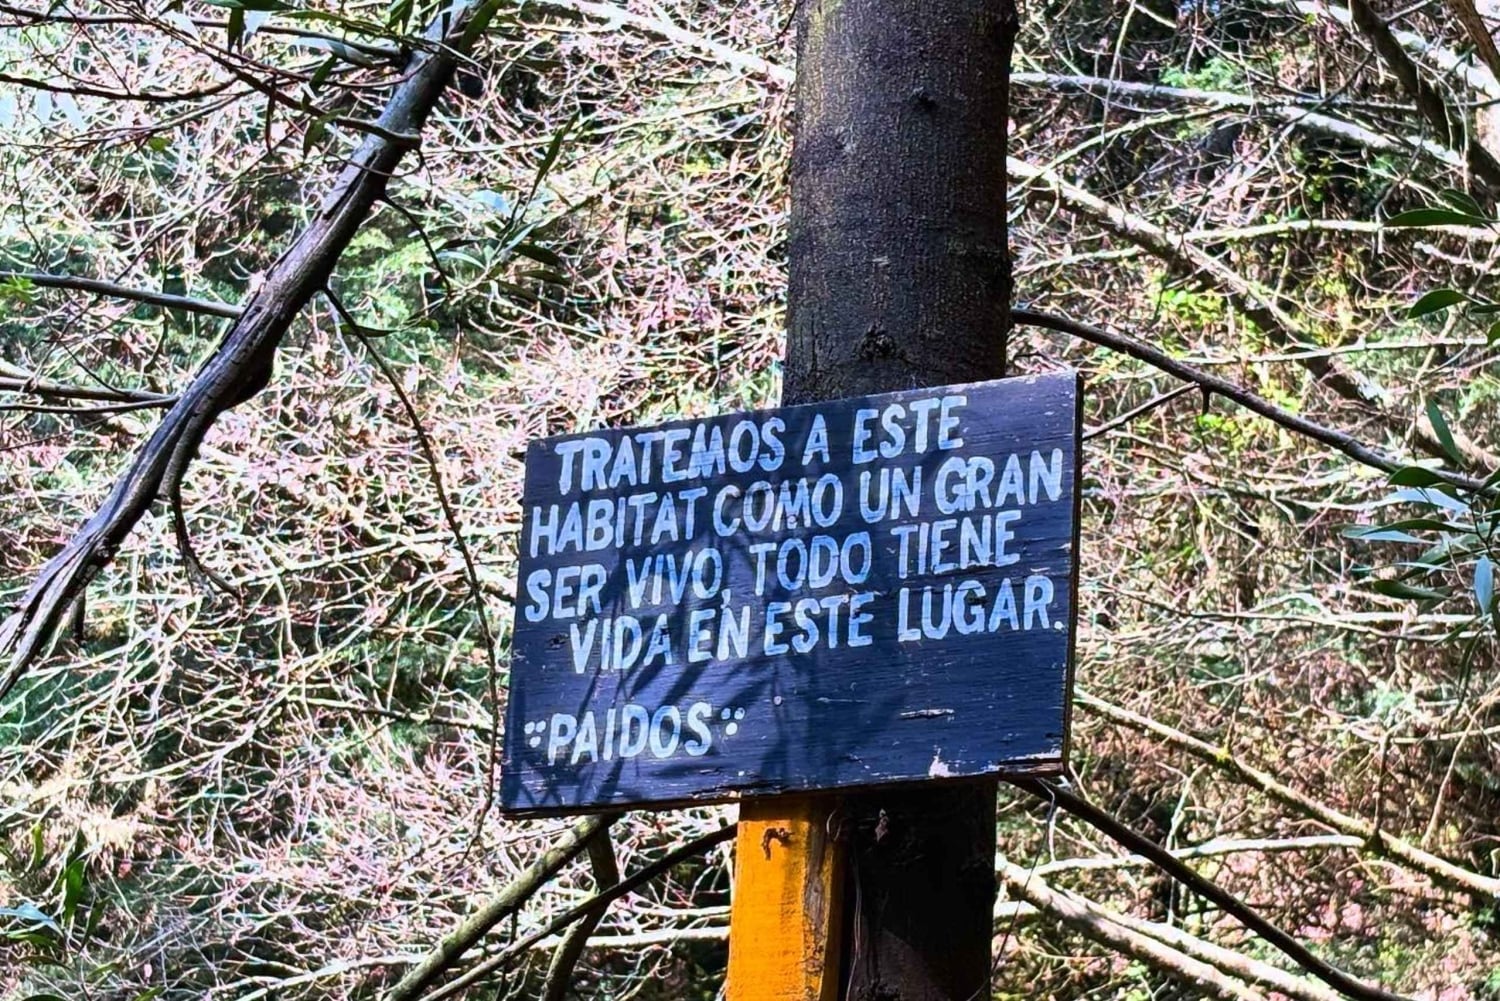 TRATEMOS A ESTE
HABITAT COMO UN GRAN
SER VIVO, TODO TIENE
VIDA EN ESTE LUGAR.
"PAIDOS"